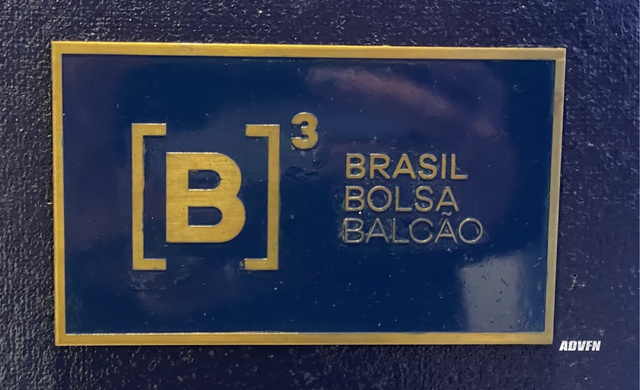 [B]³
BRASIL
BOLSA
BALCÃO
ADVFN